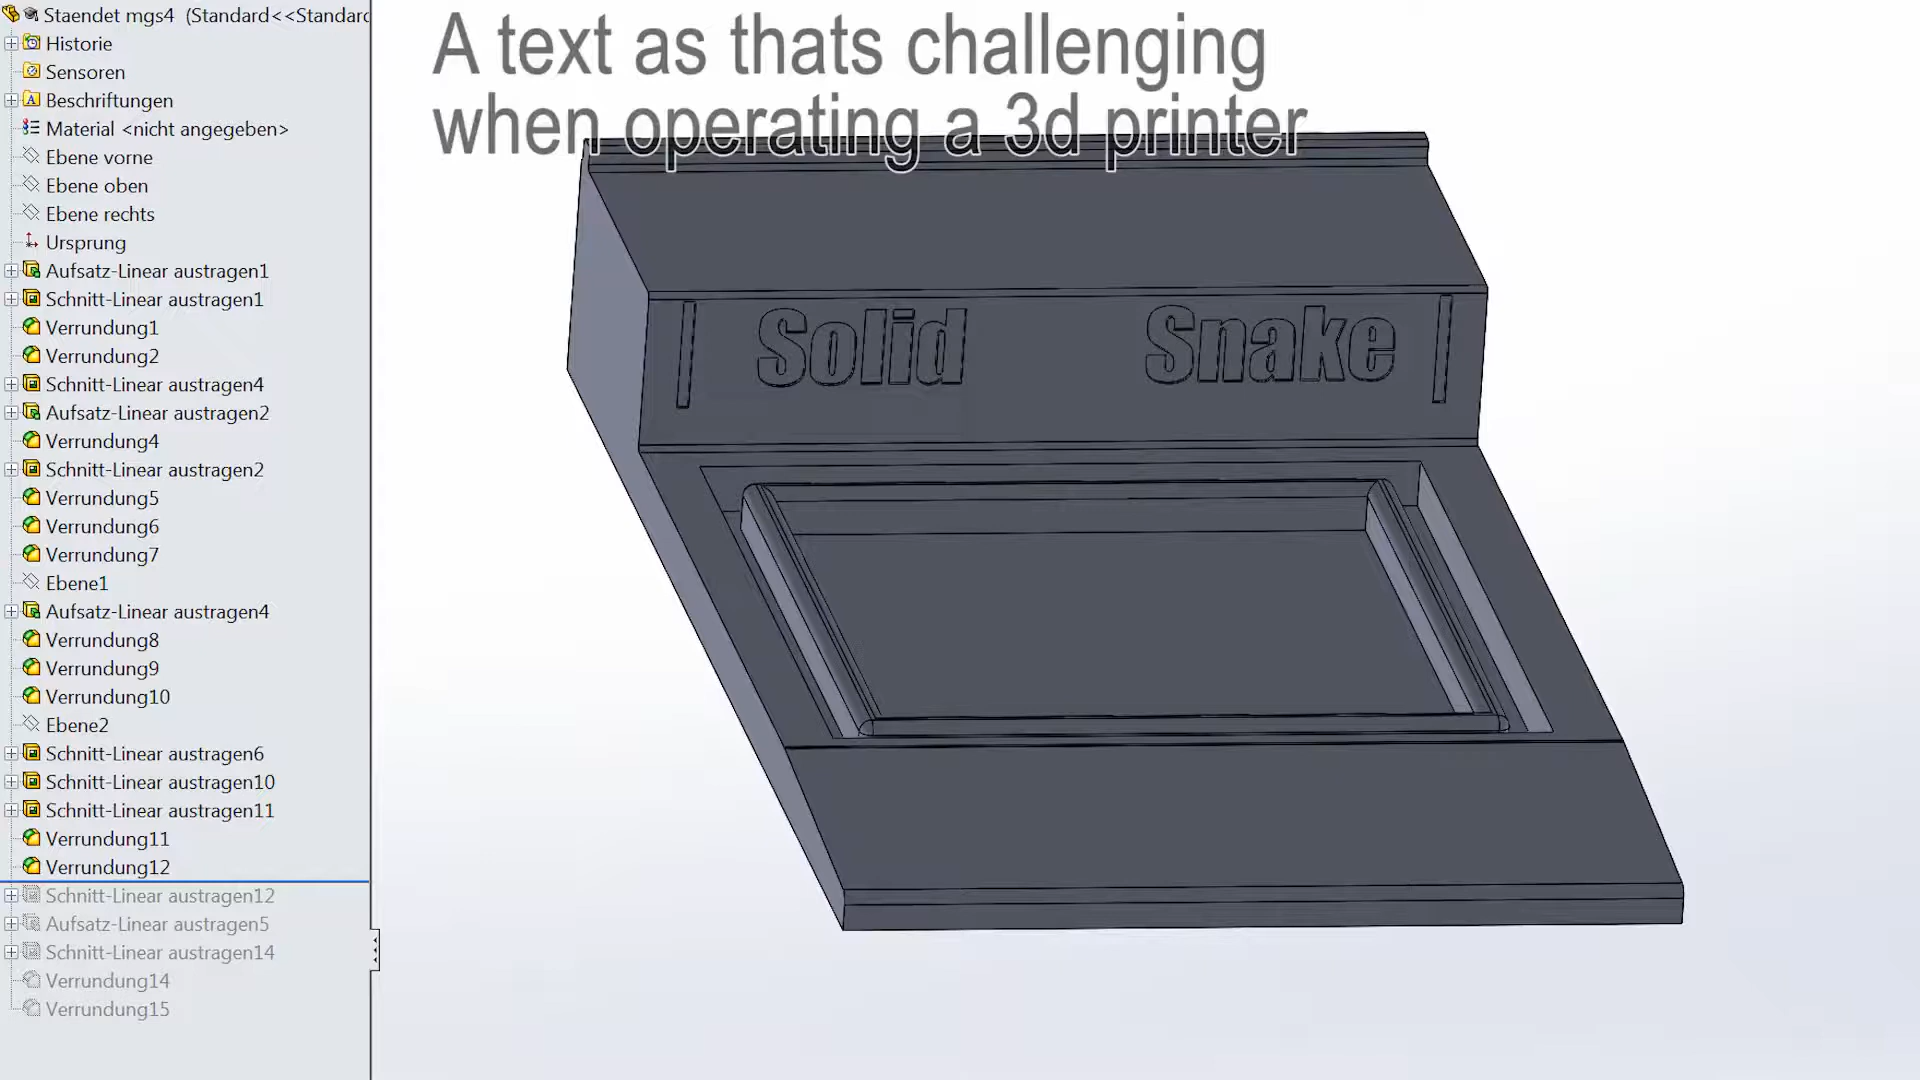 Staendet mgs4 (Standard<<Standard
Historie
Sensoren
Beschriftungen
Material <nicht angegeben>
Ebene vorne
Ebene oben
Ebene rechts
Ursprung
Aufsatz-Linear austragen1
Schnitt-Linear austragen1
Verrundung1
Verrundung2
Schnitt-Linear austragen4
Aufsatz-Linear austragen2
Verrundung4
Schnitt-Linear austragen2
Verrundung5
Verrundung6
Verrundung7
Ebene1
Aufsatz-Linear austragen4
Verrundung8
Verrundung9
Verrundung10
Ebene2
Schnitt-Linear austragen6
Schnitt-Linear austragen10
Schnitt-Linear austragen11
Verrundung11
Verrundung12
Schnitt-Linear austragen12
Aufsatz-Linear austragen5
Schnitt-Linear austragen14
Verrundung14
Verrundung15
A text as thats challenging
when operating a 3d printer
Solid Snake